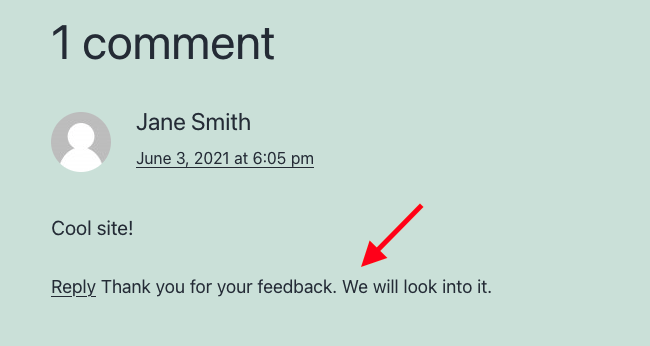 1 comment
Jane Smith
June 3, 2021 at 6:05 pm
Cool site!
Reply Thank you for your feedback. We will look into it.